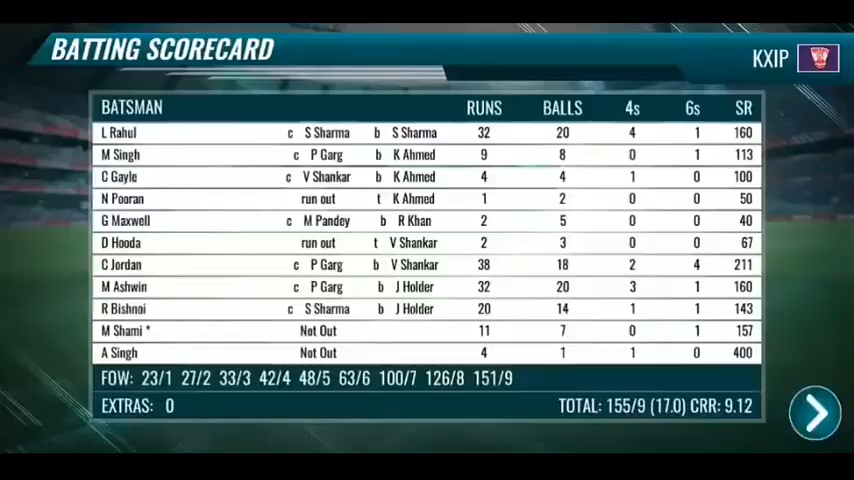 BATTING SCORECARD
KXIP
BATSMAN RUNS BALLS 4s 6s SR
L Rahul c S Sharma b S Sharma 32 20 4 1 160
M Singh c P Garg b K Ahmed 9 8 0 1 113
C Gayle c V Shankar b K Ahmed 4 4 1 0 100
N Pooran run out t K Ahmed 1 2 0 0 50
G Maxwell c M Pandey b R Khan 2 5 0 0 40
D Hooda run out t V Shankar 2 3 0 0 67
C Jordan c P Garg b V Shankar 38 18 2 4 211
M Ashwin c P Garg b J Holder 32 20 3 1 160
R Bishnoi c S Sharma b J Holder 20 14 1 1 143
M Shami * Not Out 11 7 0 1 157
A Singh Not Out 4 1 1 0 400
FOW: 23/1 27/2 33/3 42/4 48/5 63/6 100/7 126/8 151/9
EXTRAS: 0 TOTAL: 155/9 (17.0) CRR: 9.12